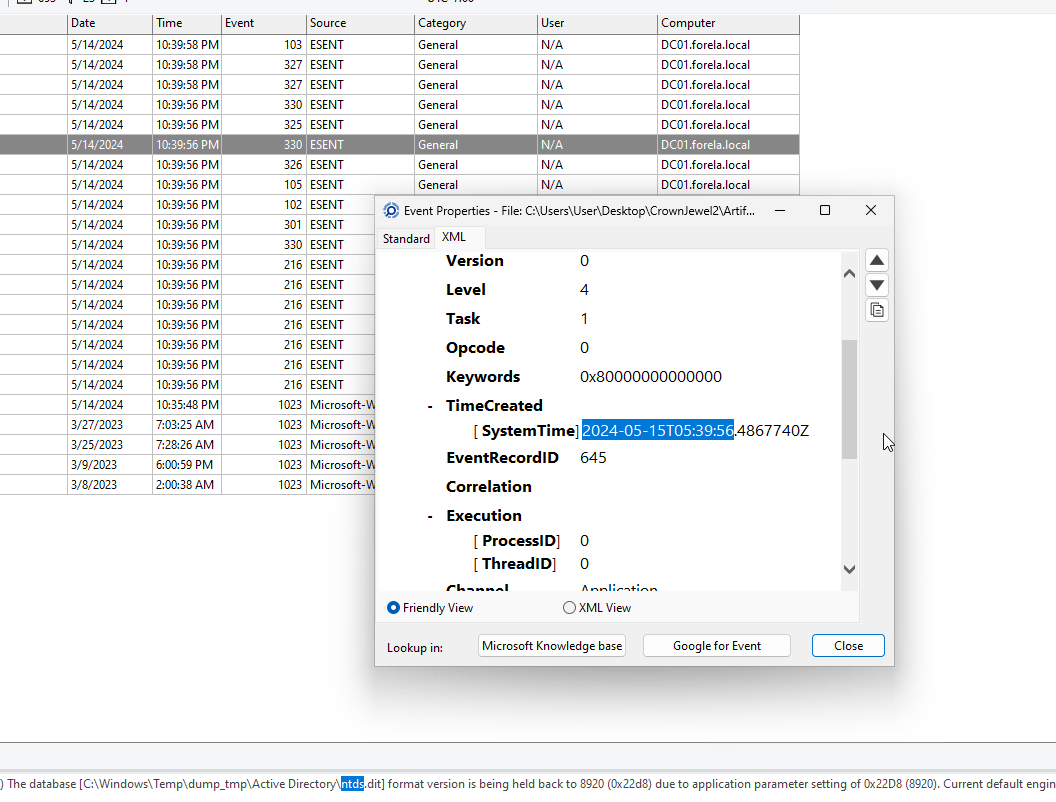 Date Time Event Source Category User Computer
5/14/2024 10:39:58 PM 103 ESENT General N/A DC01.forela.local
5/14/2024 10:39:58 PM 327 ESENT General N/A DC01.forela.local
5/14/2024 10:39:58 PM 327 ESENT General N/A DC01.forela.local
5/14/2024 10:39:56 PM 330 ESENT General N/A DC01.forela.local
5/14/2024 10:39:56 PM 325 ESENT General N/A DC01.forela.local
5/14/2024 10:39:56 PM 330 ESENT General N/A DC01.forela.local
5/14/2024 10:39:56 PM 326 ESENT General N/A DC01.forela.local
5/14/2024 10:39:56 PM 105 ESENT General N/A DC01.forela.local
5/14/2024 10:39:56 PM 102 ESENT
5/14/2024 10:39:56 PM 301 ESENT
5/14/2024 10:39:56 PM 330 ESENT
5/14/2024 10:39:56 PM 216 ESENT
5/14/2024 10:39:56 PM 216 ESENT
5/14/2024 10:39:56 PM 216 ESENT
5/14/2024 10:39:56 PM 216 ESENT
5/14/2024 10:39:56 PM 216 ESENT
5/14/2024 10:39:56 PM 216 ESENT
5/14/2024 10:39:56 PM 216 ESENT
5/14/2024 10:35:48 PM 1023 Microsoft-W
3/27/2023 7:03:25 AM 1023 Microsoft-W
3/25/2023 7:28:26 AM 1023 Microsoft-W
3/9/2023 6:00:59 PM 1023 Microsoft-W
3/8/2023 2:00:38 AM 1023 Microsoft-W
Event Properties - File: C:\Users\User\Desktop\CrownJewel2\Artif...
Standard XML
Version 0
Level 4
Task 1
Opcode 0
Keywords 0x80000000000000
- TimeCreated
[ SystemTime] 2024-05-15T05:39:56.4867740Z
EventRecordID 645
Correlation
- Execution
[ ProcessID] 0
[ ThreadID] 0
Channel Application
Friendly View XML View
Lookup in: Microsoft Knowledge base Google for Event Close
) The database [C:\Windows\Temp\dump_tmp\Active Directory\ntds.dit] format version is being held back to 8920 (0x22d8) due to application parameter setting of 0x22D8 (8920). Current default engin